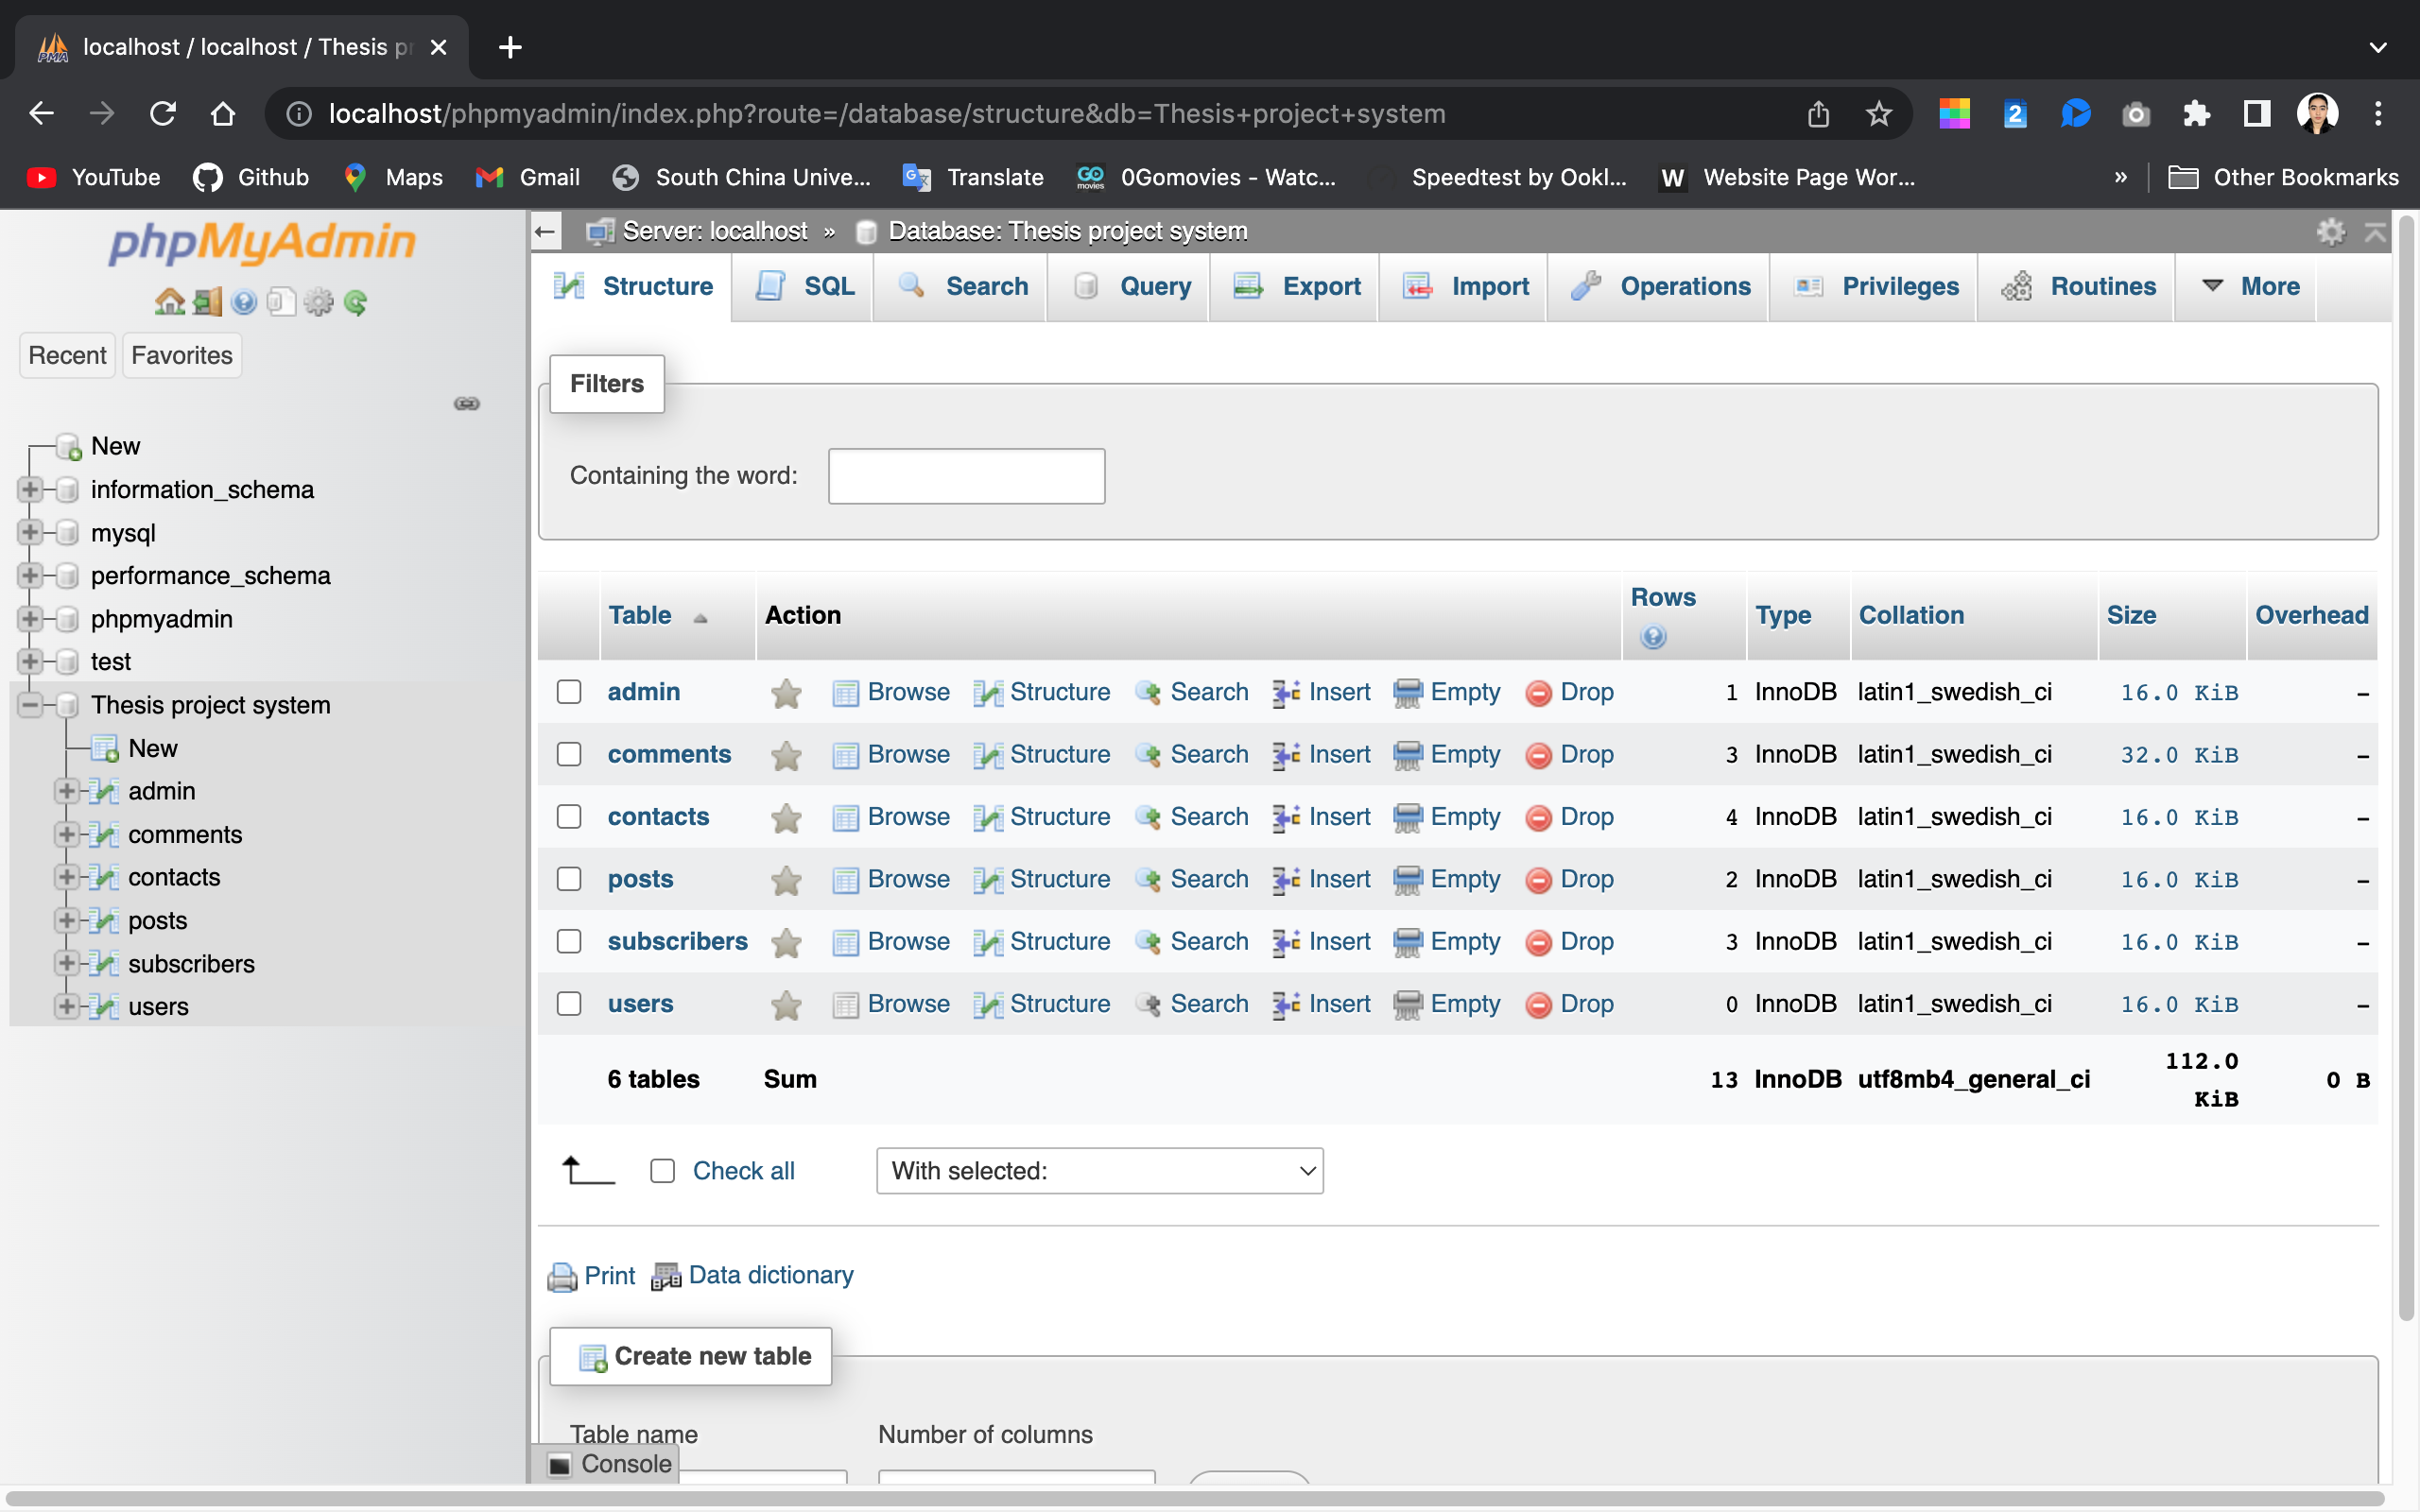 localhost / localhost / Thesis pr
localhost/phpmyadmin/index.php?route=/database/structure&db=Thesis+project+system
2
YouTube Github Maps Gmail South China Unive... Translate GO movies 0Gomovies - Watc... Speedtest by Ookl... W Website Page Wor... » Other Bookmarks
phpMyAdmin
Recent Favorites
New
information_schema
mysql
performance_schema
phpmyadmin
test
Thesis project system
New
admin
comments
contacts
posts
subscribers
users
Server: localhost » Database: Thesis project system
Structure SQL Search Query Export Import Operations Privileges Routines More
Filters
Containing the word:
Table Action Rows Type Collation Size Overhead
admin Browse Structure Search Insert Empty Drop 1 InnoDB latin1_swedish_ci 16.0 KiB –
comments Browse Structure Search Insert Empty Drop 3 InnoDB latin1_swedish_ci 32.0 KiB –
contacts Browse Structure Search Insert Empty Drop 4 InnoDB latin1_swedish_ci 16.0 KiB –
posts Browse Structure Search Insert Empty Drop 2 InnoDB latin1_swedish_ci 16.0 KiB –
subscribers Browse Structure Search Insert Empty Drop 3 InnoDB latin1_swedish_ci 16.0 KiB –
users Browse Structure Search Insert Empty Drop 0 InnoDB latin1_swedish_ci 16.0 KiB –
6 tables Sum 13 InnoDB utf8mb4_general_ci 112.0 KiB 0 B
Check all With selected:
Print Data dictionary
Create new table
Table name Number of columns
Console